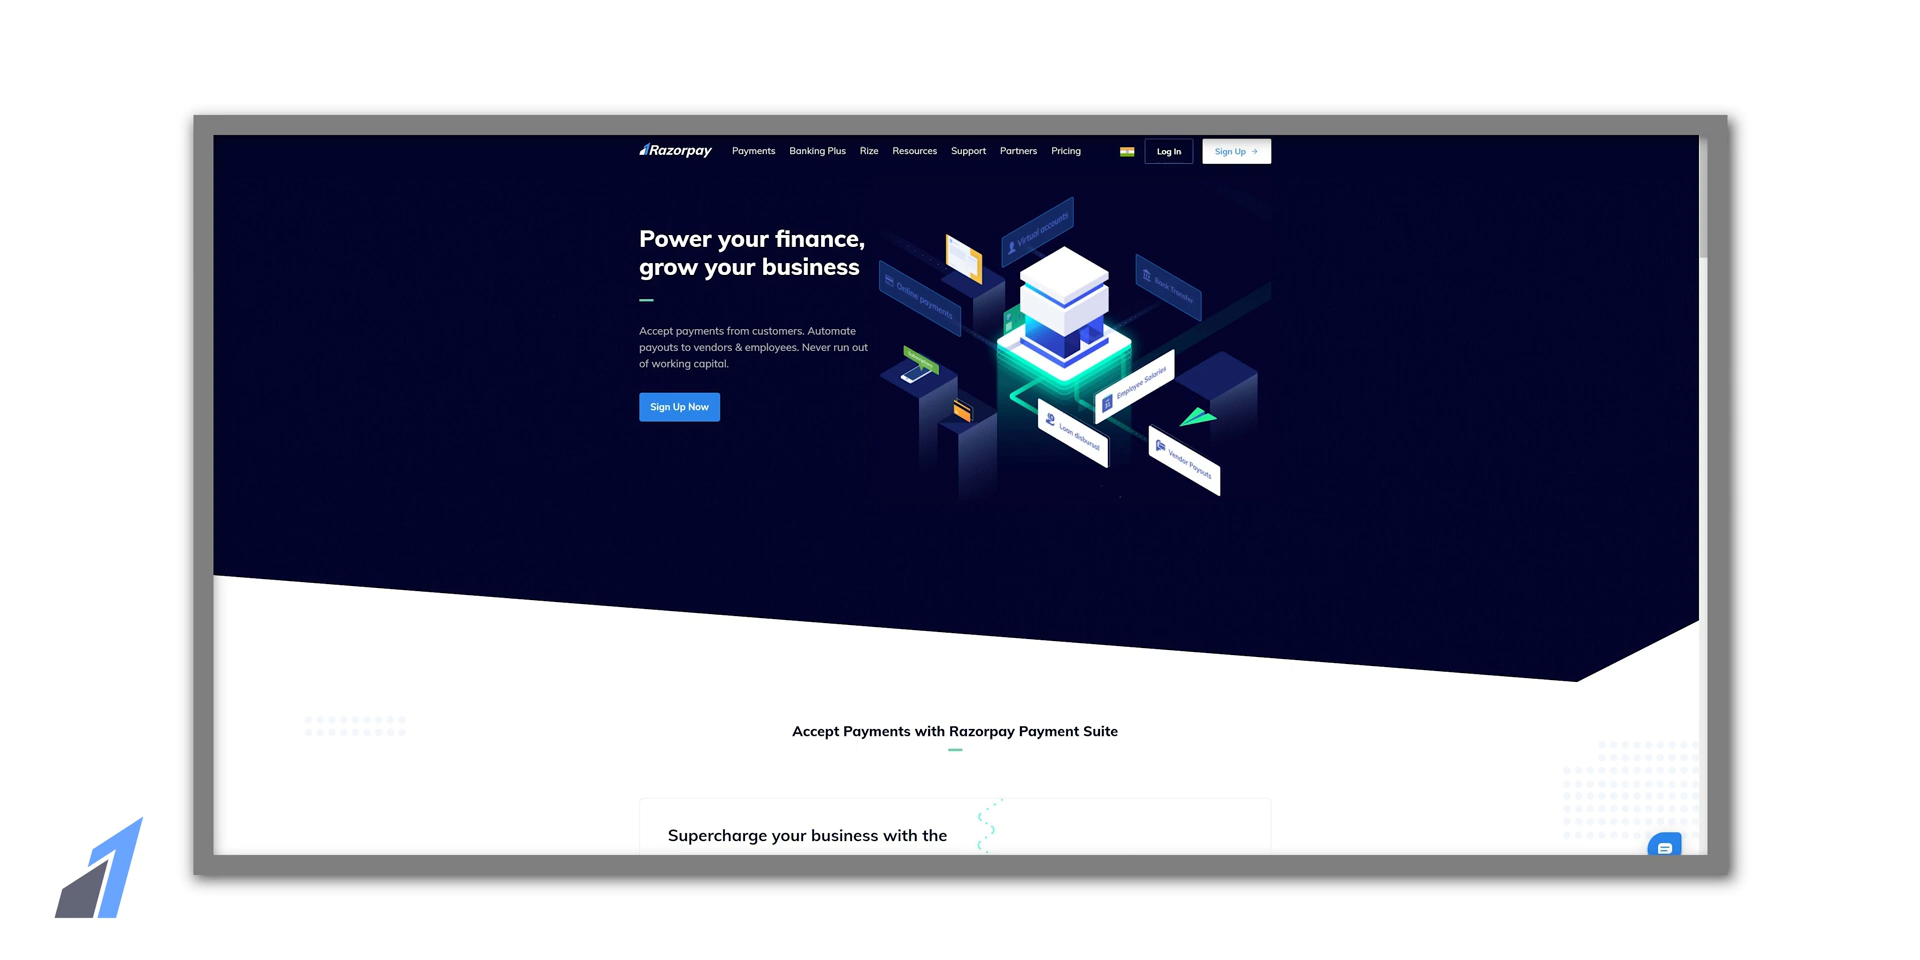 Razorpay Payments Banking Plus Rize Resources Support Partners Pricing Log In Sign Up
Power your finance,
grow your business
Accept payments from customers. Automate
payouts to vendors & employees. Never run out
of working capital.
Sign Up Now
Virtual accounts
Online payments
Bank Transfer
Employee Salaries
Loan disbursal
Vendor Payouts
Accept Payments with Razorpay Payment Suite
Supercharge your business with the